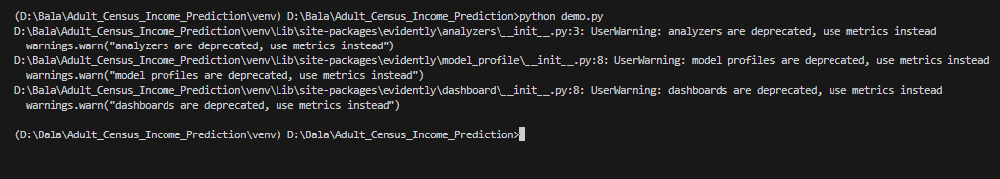 (D:\Bala\Adult_Census_Income_Prediction\venv) D:\Bala\Adult_Census_Income_Prediction>python demo.py
D:\Bala\Adult_Census_Income_Prediction\venv\Lib\site-packages\evidently\analyzers\__init__.py:3: UserWarning: analyzers are deprecated, use metrics instead
  warnings.warn("analyzers are deprecated, use metrics instead")
D:\Bala\Adult_Census_Income_Prediction\venv\Lib\site-packages\evidently\model_profile\__init__.py:8: UserWarning: model profiles are deprecated, use metrics instead
  warnings.warn("model profiles are deprecated, use metrics instead")
D:\Bala\Adult_Census_Income_Prediction\venv\Lib\site-packages\evidently\dashboard\__init__.py:8: UserWarning: dashboards are deprecated, use metrics instead
  warnings.warn("dashboards are deprecated, use metrics instead")
(D:\Bala\Adult_Census_Income_Prediction\venv) D:\Bala\Adult_Census_Income_Prediction>